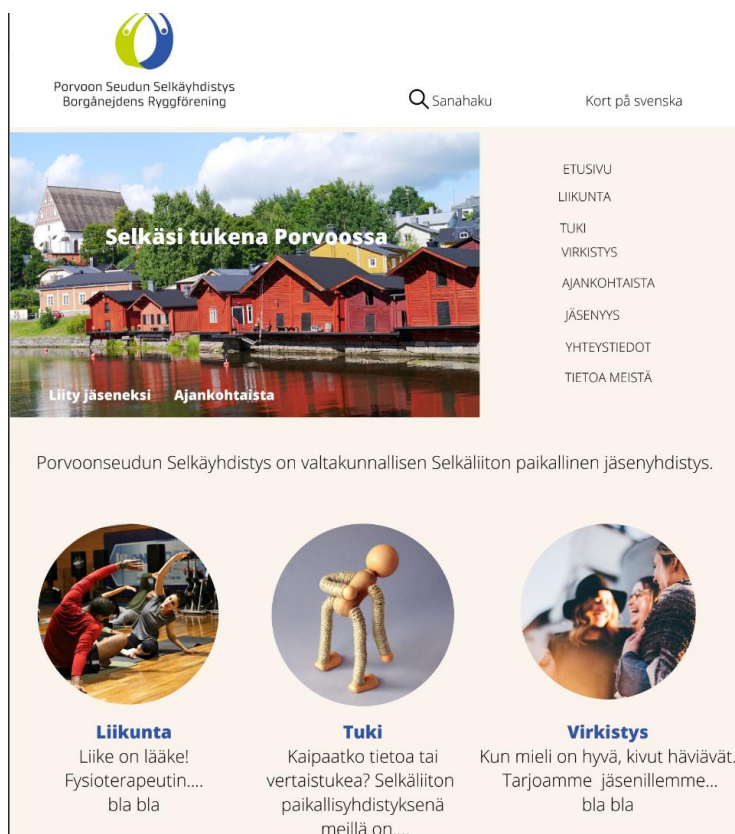 Porvoon Seudun Selkäyhdistys
Borgånejdens Ryggförening
Sanahaku
Kort på svenska
Selkäsi tukena Porvoossa
Liity jäseneksi
Ajankohtaista
ETUSIVU
LIIKUNTA
TUKI
VIRKISTYS
AJANKOHTAISTA
JÄSENYYS
YHTEYSTIEDOT
TIETOA MEISTÄ
Porvoonseudun Selkäyhdistys on valtakunnallisen Selkäliiton paikallinen jäsenyhdistys.
Liikunta
Liike on lääke!
Fysioterapeutin....
bla bla
Tuki
Kaipaatko tietoa tai
vertaistukea? Selkäliiton
paikallisyhdistyksenä
meillä on....
Virkistys
Kun mieli on hyvä, kivut häviävät.
Tarjoamme jäsenillemme...
bla bla